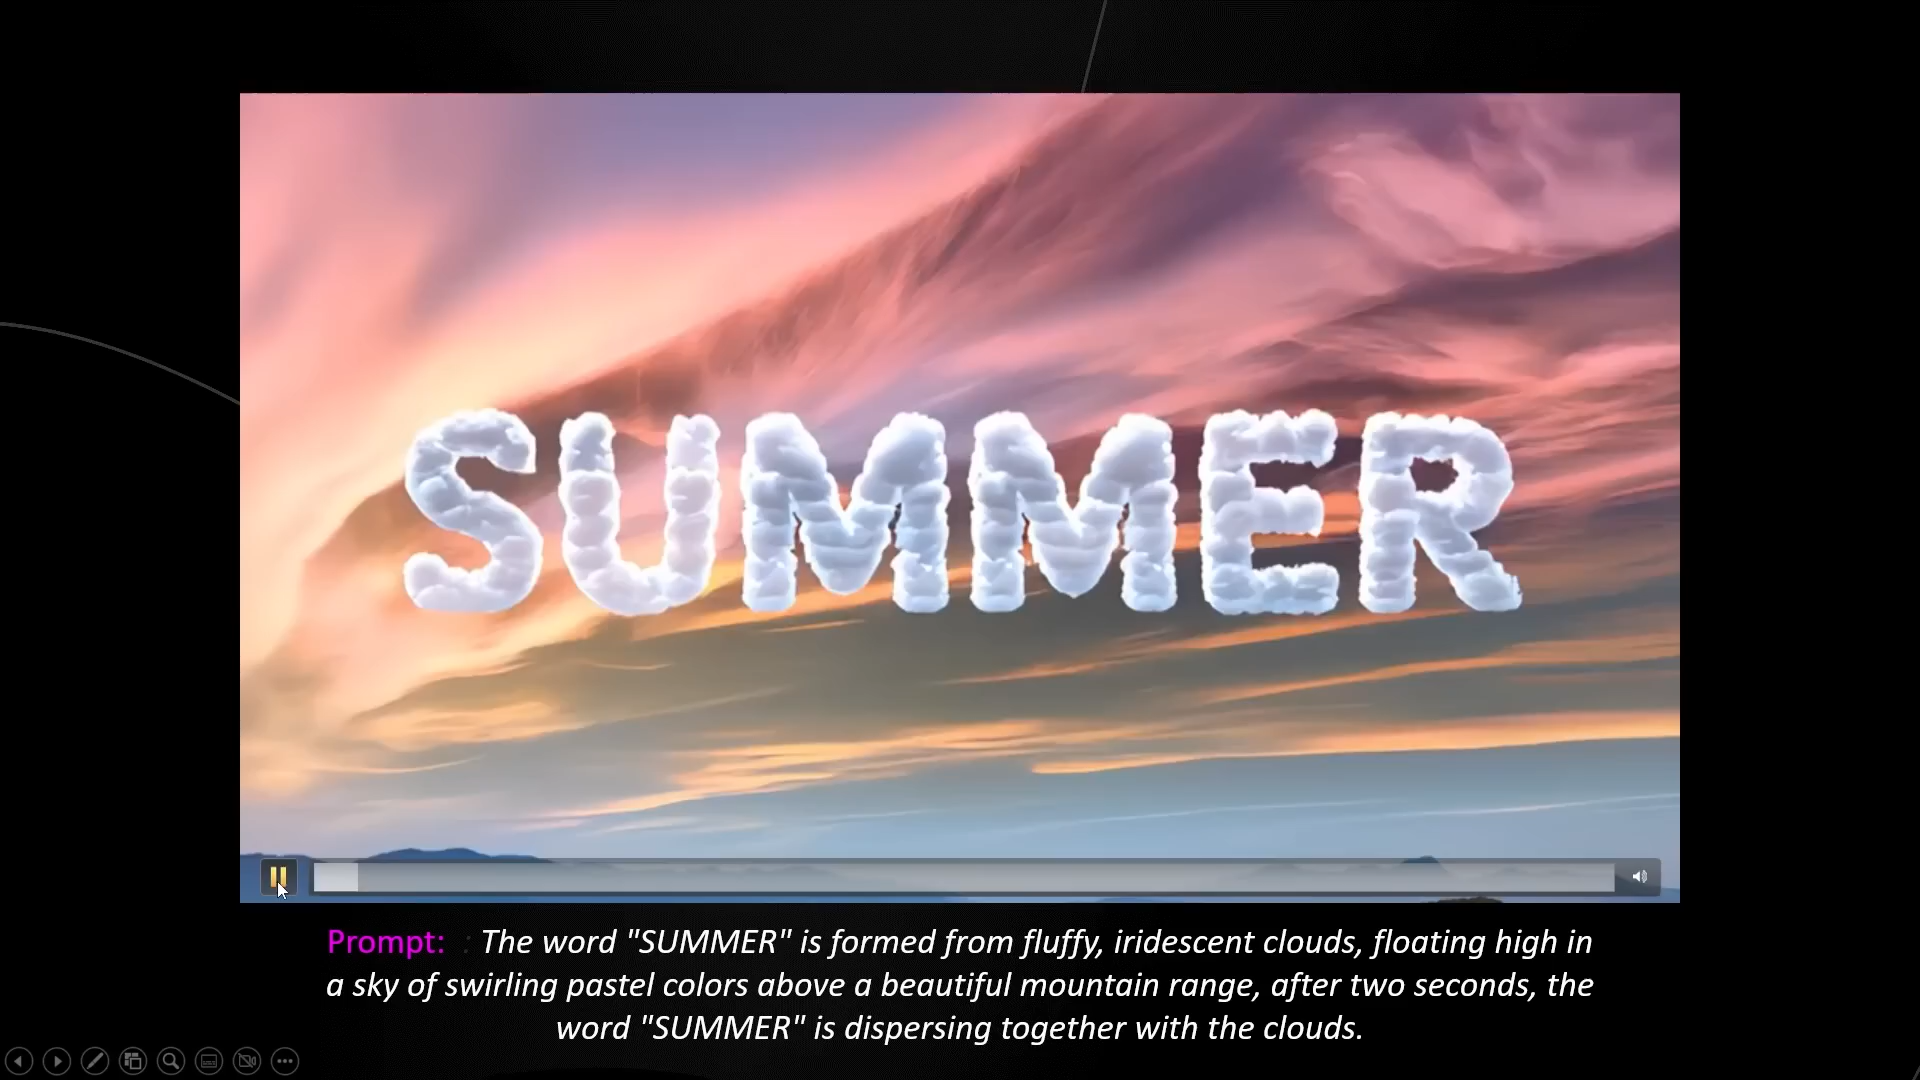 SUMMER
Prompt: : The word "SUMMER" is formed from fluffy, iridescent clouds, floating high in
a sky of swirling pastel colors above a beautiful mountain range, after two seconds, the
word "SUMMER" is dispersing together with the clouds.